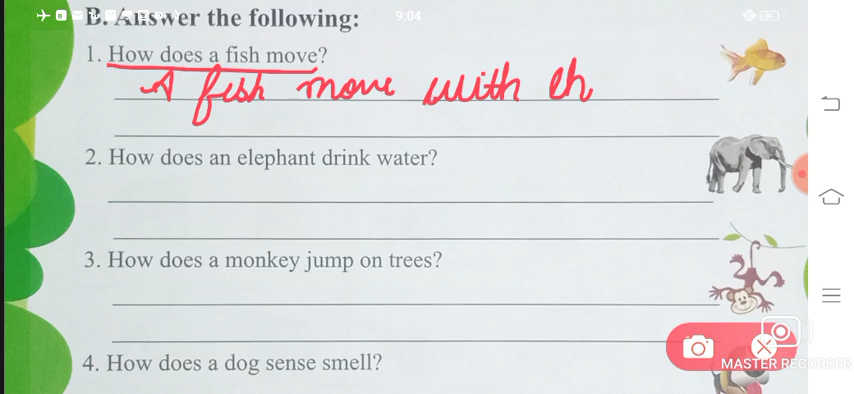 9:04
B. Answer the following:
1. How does a fish move?
A fish move with
2. How does an elephant drink water?
3. How does a monkey jump on trees?
4. How does a dog sense smell?
MASTER RECORDER